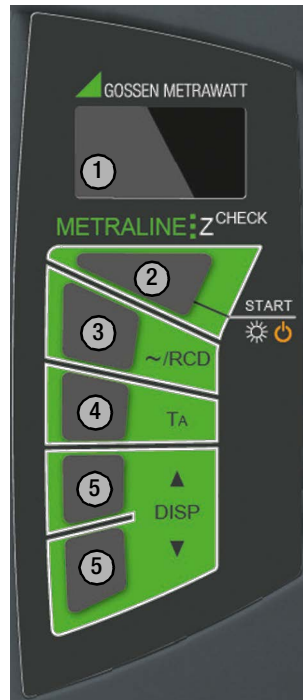 GOSSEN METRAWATT
1
METRALINE Z CHECK
2
START
3
~/RCD
4
TA
5
▲
DISP
▼
5